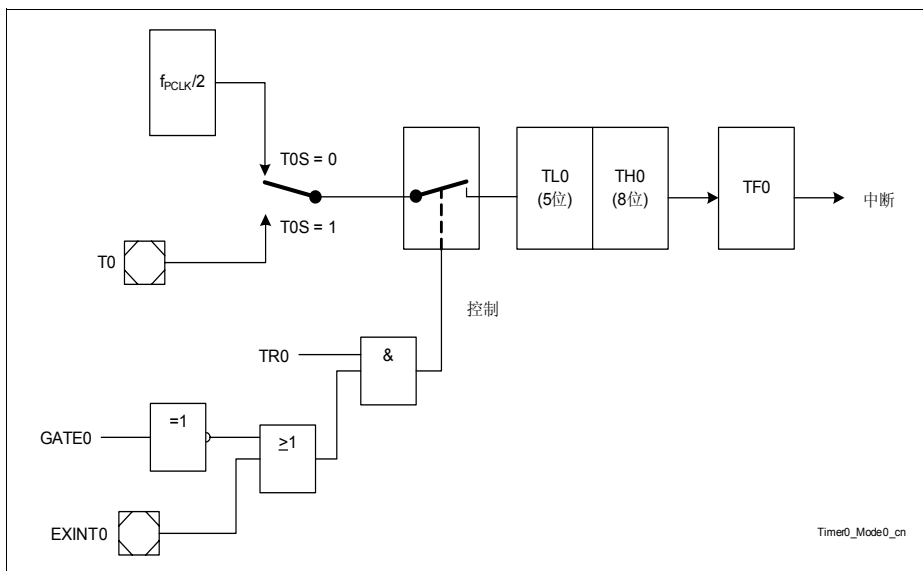 fPCLK/2
T0S = 0
T0S = 1
T0
TL0
(5位)
TH0
(8位)
TF0
中断
控制
TR0
&
GATE0
=1
≥1
EXINT0
Timer0_Mode0_cn